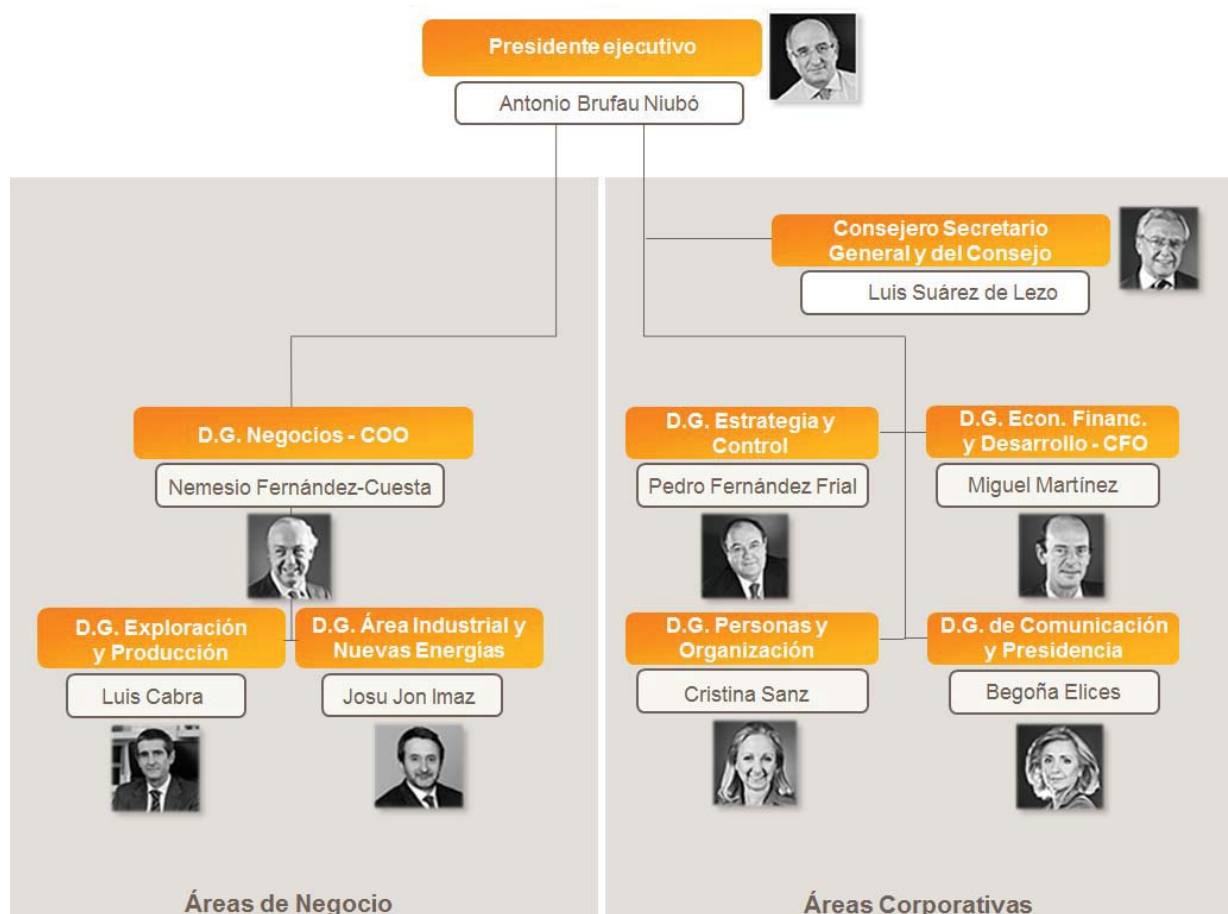 Presidente ejecutivo
Antonio Brufau Niubó
Consejero Secretario
General y del Consejo
Luis Suárez de Lezo
D.G. Negocios - COO
Nemesio Fernández-Cuesta
D.G. Exploración
y Producción
Luis Cabra
D.G. Área Industrial y
Nuevas Energías
Josu Jon Imaz
Áreas de Negocio
D.G. Estrategia y
Control
Pedro Fernández Frial
D.G. Econ. Financ.
y Desarrollo - CFO
Miguel Martínez
D.G. Personas y
Organización
Cristina Sanz
D.G. de Comunicación
y Presidencia
Begoña Elices
Áreas Corporativas